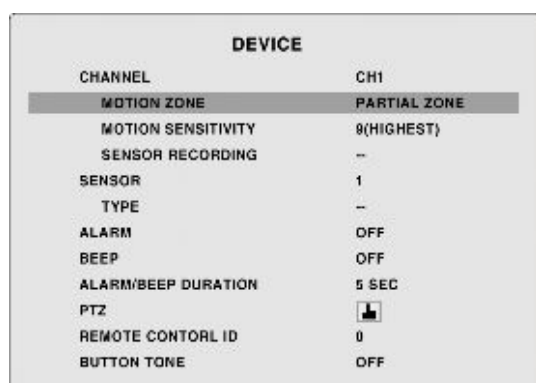 DEVICE
CHANNEL CH1
MOTION ZONE PARTIAL ZONE
MOTION SENSITIVITY 9(HIGHEST)
SENSOR RECORDING --
SENSOR 1
TYPE --
ALARM OFF
BEEP OFF
ALARM/BEEP DURATION 5 SEC
PTZ
REMOTE CONTORL ID 0
BUTTON TONE OFF